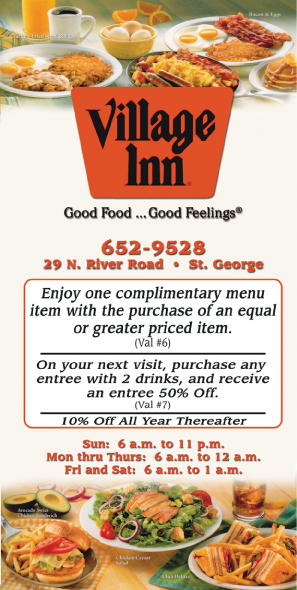 Bacon & Eggs
Village
Inn®
Good Food ... Good Feelings®
652-9528
29 N. River Road • St. George
Enjoy one complimentary menu
item with the purchase of an equal
or greater priced item.
(Val #6)
On your next visit, purchase any
entree with 2 drinks, and receive
an entree 50% Off.
(Val #7)
10% Off All Year Thereafter
Sun: 6 a.m. to 11 p.m.
Mon thru Thurs: 6 a.m. to 12 a.m.
Fri and Sat: 6 a.m. to 1 a.m.
Avocado Swiss
Chicken Sandwich
Chicken Caesar
Salad
Club Deluxe